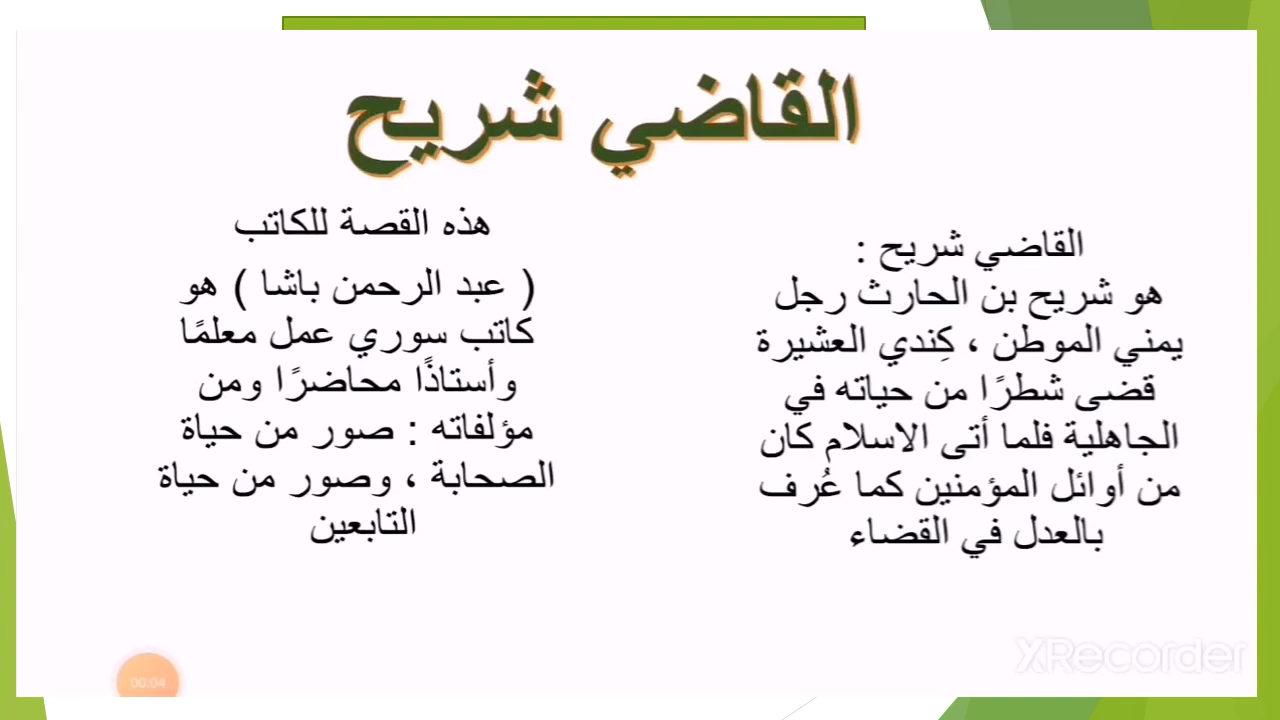 القاضي شريح
القاضي شريح :
هو شريح بن الحارث رجل
يمني الموطن ، كِندي العشيرة
قضى شطرًا من حياته في
الجاهلية فلما أتى الاسلام كان
من أوائل المؤمنين كما عُرف
بالعدل في القضاء
هذه القصة للكاتب
( عبد الرحمن باشا ) هو
كاتب سوري عمل معلمًا
وأستاذًا محاضرًا ومن
مؤلفاته : صور من حياة
الصحابة ، وصور من حياة
التابعين
XRecorder
00:04